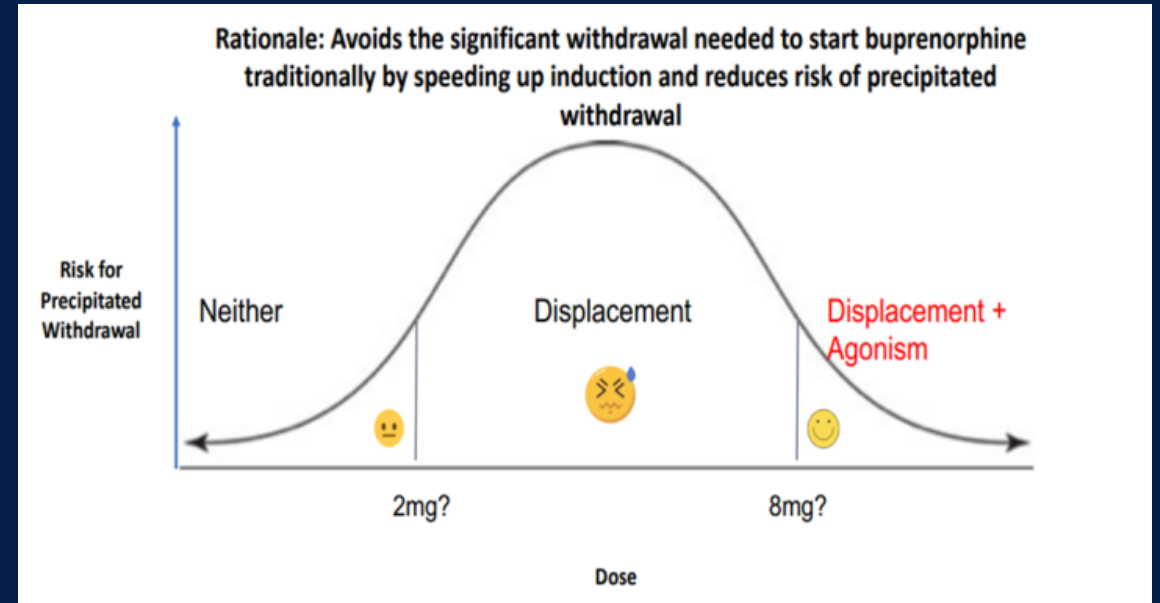 Rationale: Avoids the significant withdrawal needed to start buprenorphine
traditionally by speeding up induction and reduces risk of precipitated
withdrawal
Risk for
Precipitated
Withdrawal
Neither
Displacement
Displacement +
Agonism
2mg?
8mg?
Dose